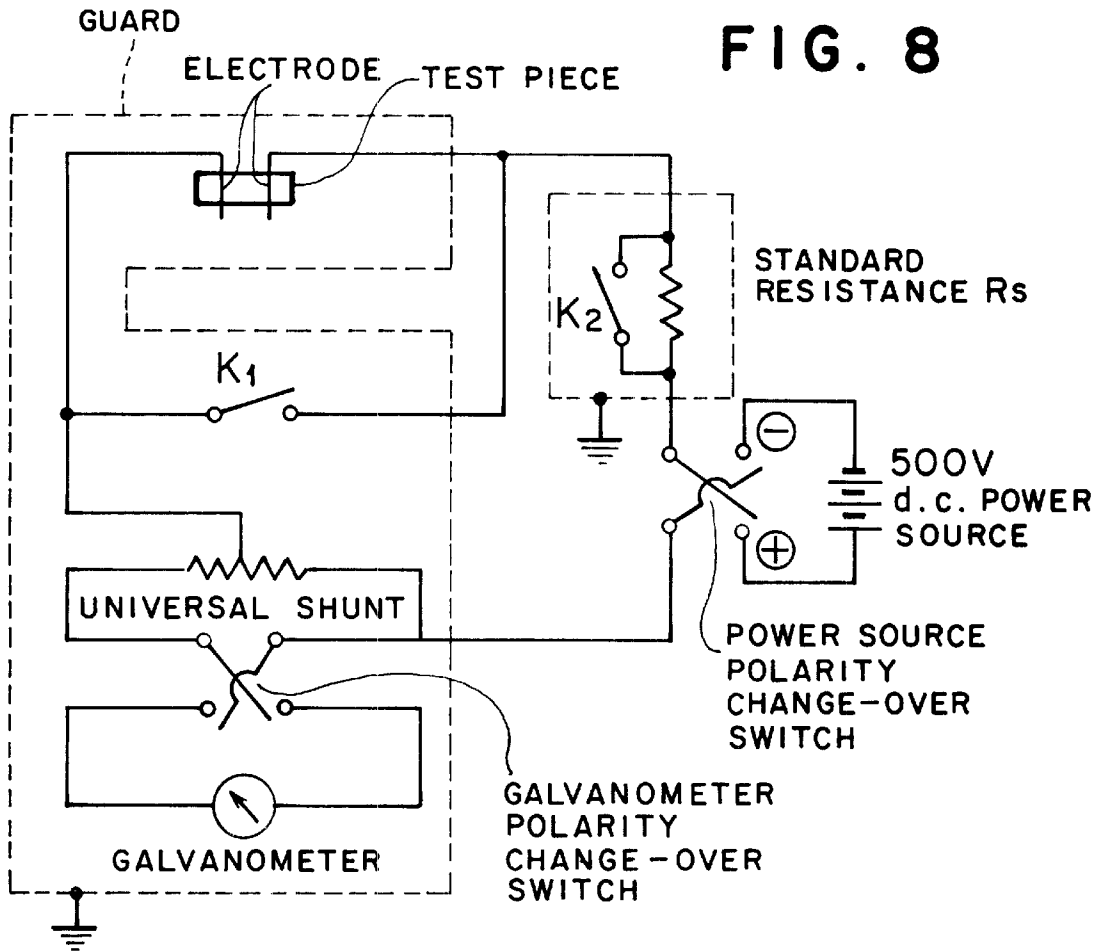 FIG. 8
GUARD
ELECTRODE
TEST PIECE
STANDARD
RESISTANCE Rs
K2
K1
⊖
500V
d.c. POWER
SOURCE
⊕
UNIVERSAL SHUNT
POWER SOURCE
POLARITY
CHANGE-OVER
SWITCH
GALVANOMETER
POLARITY
CHANGE-OVER
SWITCH
GALVANOMETER